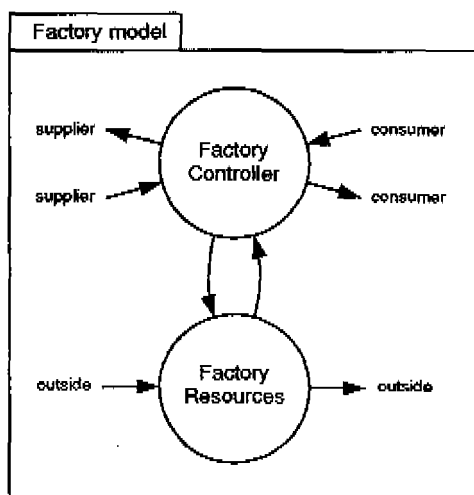 Factory model
supplier
consumer
Factory
Controller
supplier
consumer
outside
Factory
Resources
outside